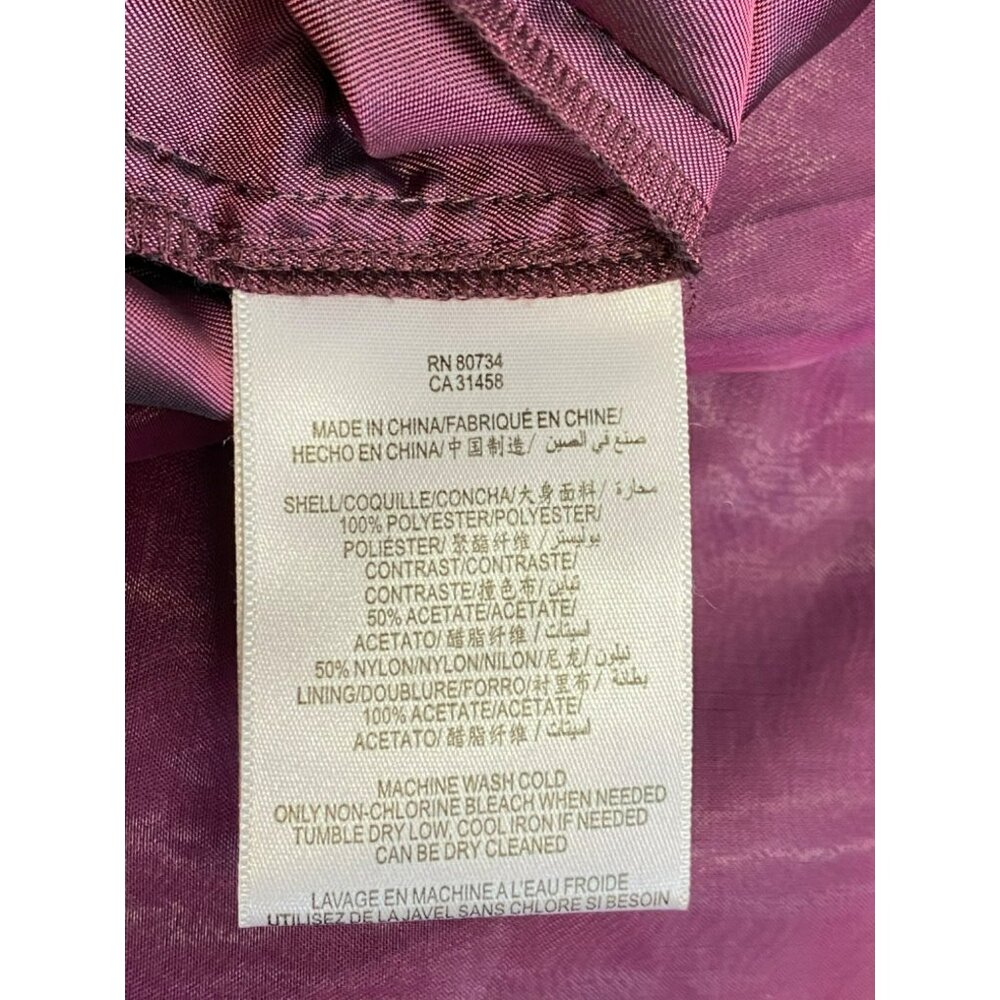 RN 80734
CA 31458
MADE IN CHINA/FABRIQUÉ EN CHINE/
HECHO EN CHINA/中国制造/ صنع في الصين
SHELL/COQUILLE/CONCHA/大身面料/ محارة
100% POLYESTER/POLYESTER/
POLIÉSTER/ 聚酯纤维 / بوليستر
CONTRAST/CONTRASTE/
CONTRASTE/撞色布/ تباين
50% ACETATE/ACÉTATE/
ACETATO/ 醋脂纤维 / اسيتات
50% NYLON/NYLON/NILON/尼龙/ نيلون
LINING/DOUBLURE/FORRO/衬里布/ بطانة
100% ACETATE/ACÉTATE/
ACETATO/ 醋脂纤维 / اسيتات
MACHINE WASH COLD
ONLY NON-CHLORINE BLEACH WHEN NEEDED
TUMBLE DRY LOW, COOL IRON IF NEEDED
CAN BE DRY CLEANED
LAVAGE EN MACHINE A L'EAU FROIDE
UTILISEZ DE LA JAVEL SANS CHLORE SI BESOIN